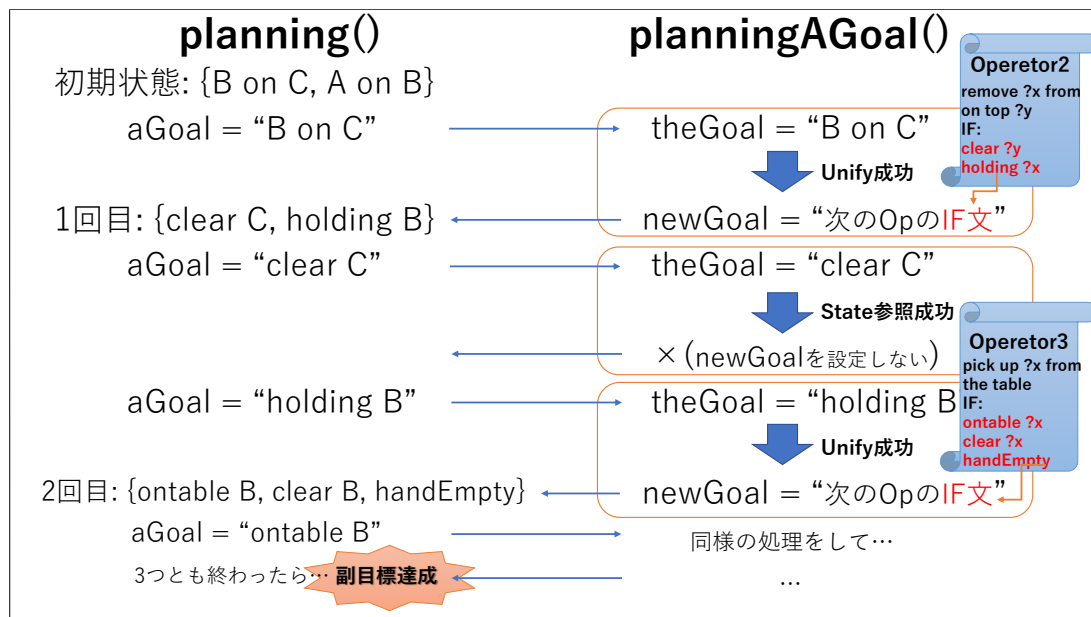 planning()
planningAGoal()
初期状態: {B on C, A on B}
aGoal = “B on C”
theGoal = “B on C”
Unify成功
Operetor2
remove ?x from
on top ?y
IF:
clear ?y
holding ?x
1回目: {clear C, holding B}
newGoal = “次のOpのIF文”
aGoal = “clear C”
theGoal = “clear C”
State参照成功
×(newGoalを設定しない)
Operetor3
pick up ?x from
the table
IF:
ontable ?x
clear ?x
handEmpty
aGoal = “holding B”
theGoal = “holding B
Unify成功
2回目: {ontable B, clear B, handEmpty}
newGoal = “次のOpのIF文”
aGoal = “ontable B”
同様の処理をして…
3つとも終わったら… 副目標達成
…